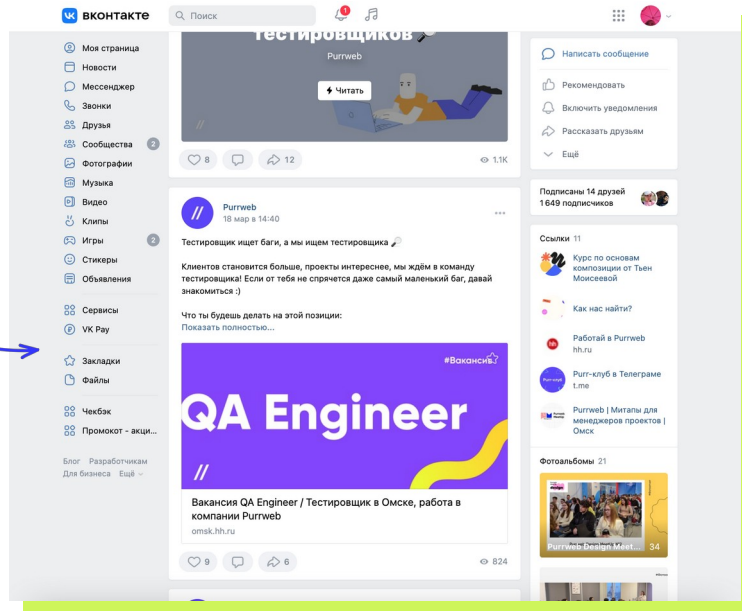 вконтакте
Поиск
1
Моя страница
Новости
Мессенджер
Звонки
Друзья
Сообщества 2
Фотографии
Музыка
Видео
Клипы
Игры 2
Стикеры
Объявления
Сервисы
VK Pay
Закладки
Файлы
Чекбэк
Промокот - акци...
Блог Разработчикам
Для бизнеса Ещё
тестировщиков
Purrweb
Читать
8 12 1.1K
Purrweb
18 мар в 14:40
Тестировщик ищет баги, а мы ищем тестировщика
Клиентов становится больше, проекты интереснее, мы ждём в команду
тестировщика! Если от тебя не спрячется даже самый маленький баг, давай
знакомиться :)
Что ты будешь делать на этой позиции:
Показать полностью...
#Вакансии
QA Engineer
//
Вакансия QA Engineer / Тестировщик в Омске, работа в
компании Purrweb
omsk.hh.ru
9 6 824
Написать сообщение
Рекомендовать
Включить уведомления
Рассказать друзьям
Ещё
Подписаны 14 друзей
1 649 подписчиков
Ссылки 11
Курс по основам
композиции от Тьен
Моисеевой
Как нас найти?
hh
Работай в Purrweb
hh.ru
Purr-клуб в Телеграме
t.me
Purrweb | Митапы для
менеджеров проектов |
Омск
Фотоальбомы 21
Purrweb Design Meet... 34